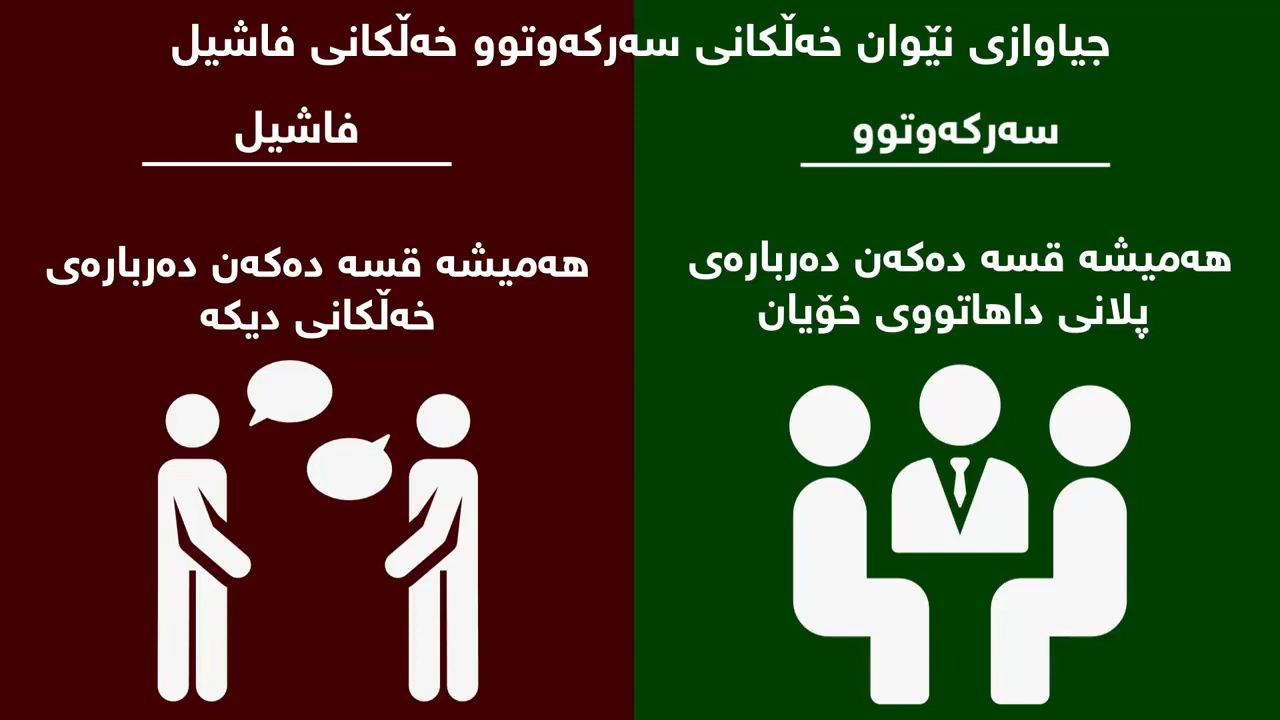 جیاوازی نێوان خەڵکانی سەرکەوتوو خەڵکانی فاشیل
سەرکەوتوو
هەمیشە قسە دەکەن دەربارەی
پلانی داهاتووی خۆیان
فاشیل
هەمیشە قسە دەکەن دەربارەی
خەڵکانی دیکە